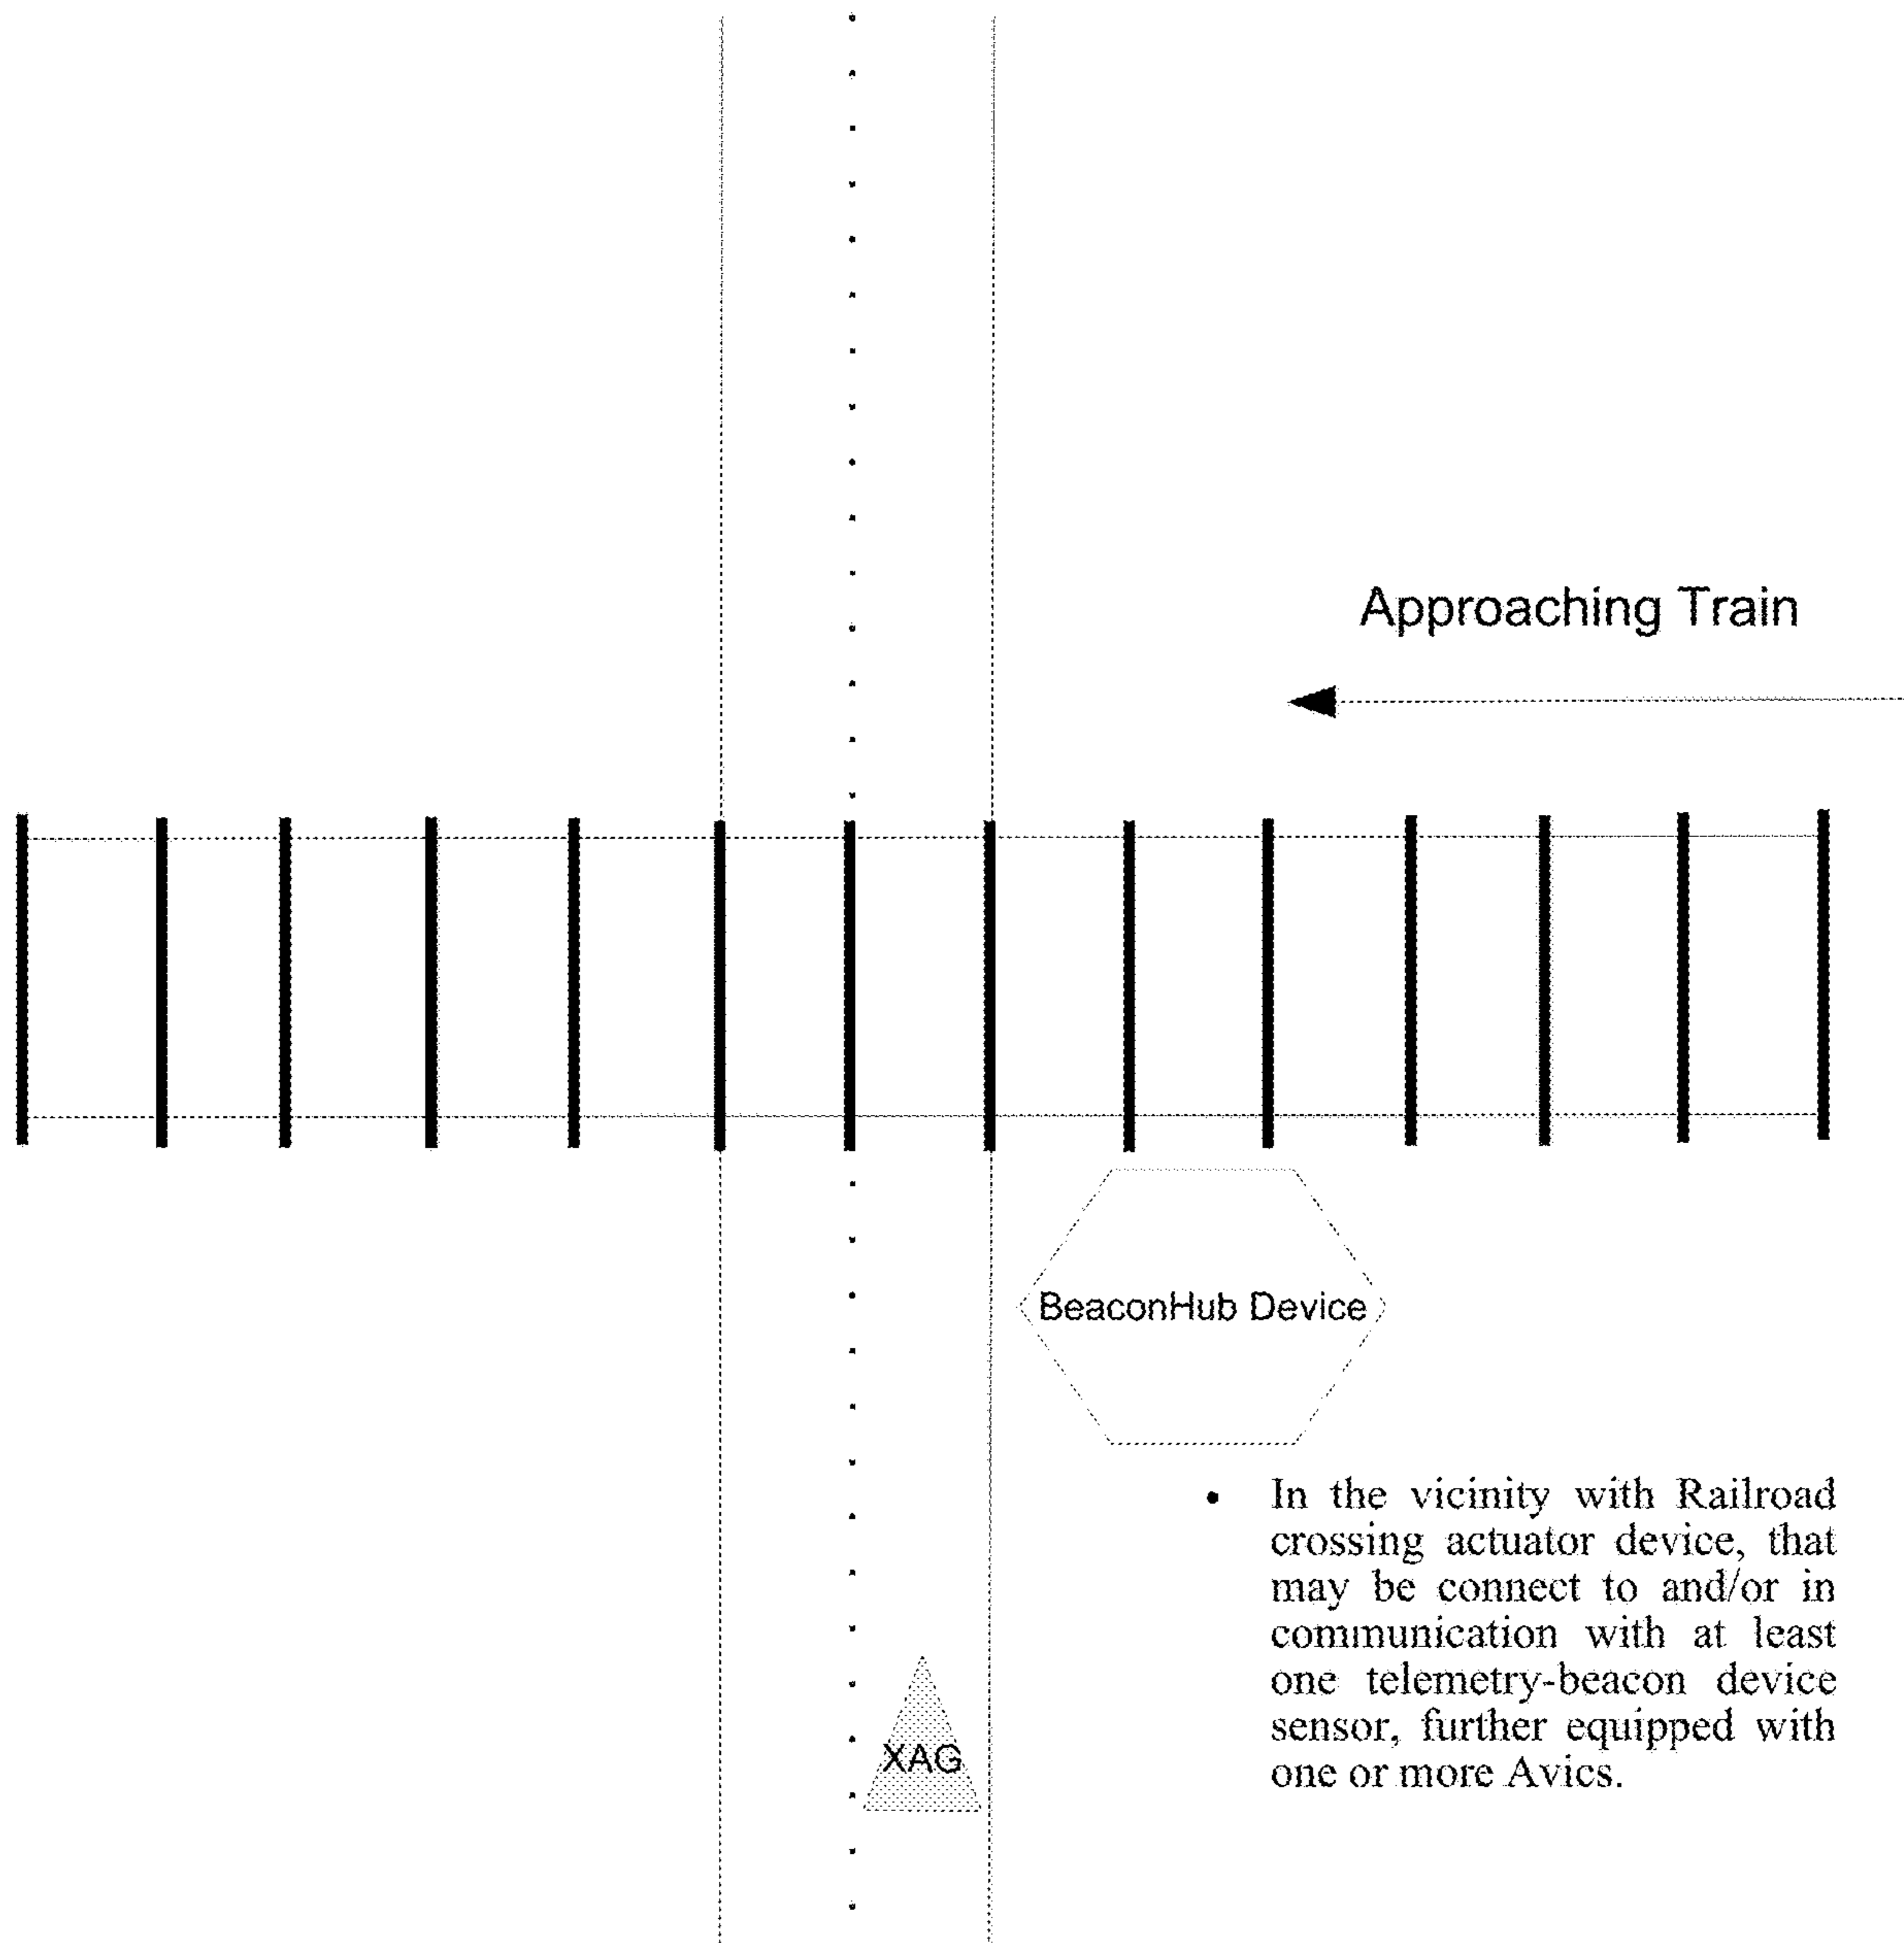 Approaching Train
BeaconHub Device
• In the vicinity with Railroad
crossing actuator device, that
may be connect to and/or in
communication with at least
one telemetry-beacon device
sensor, further equipped with
one or more Avics.
XAG